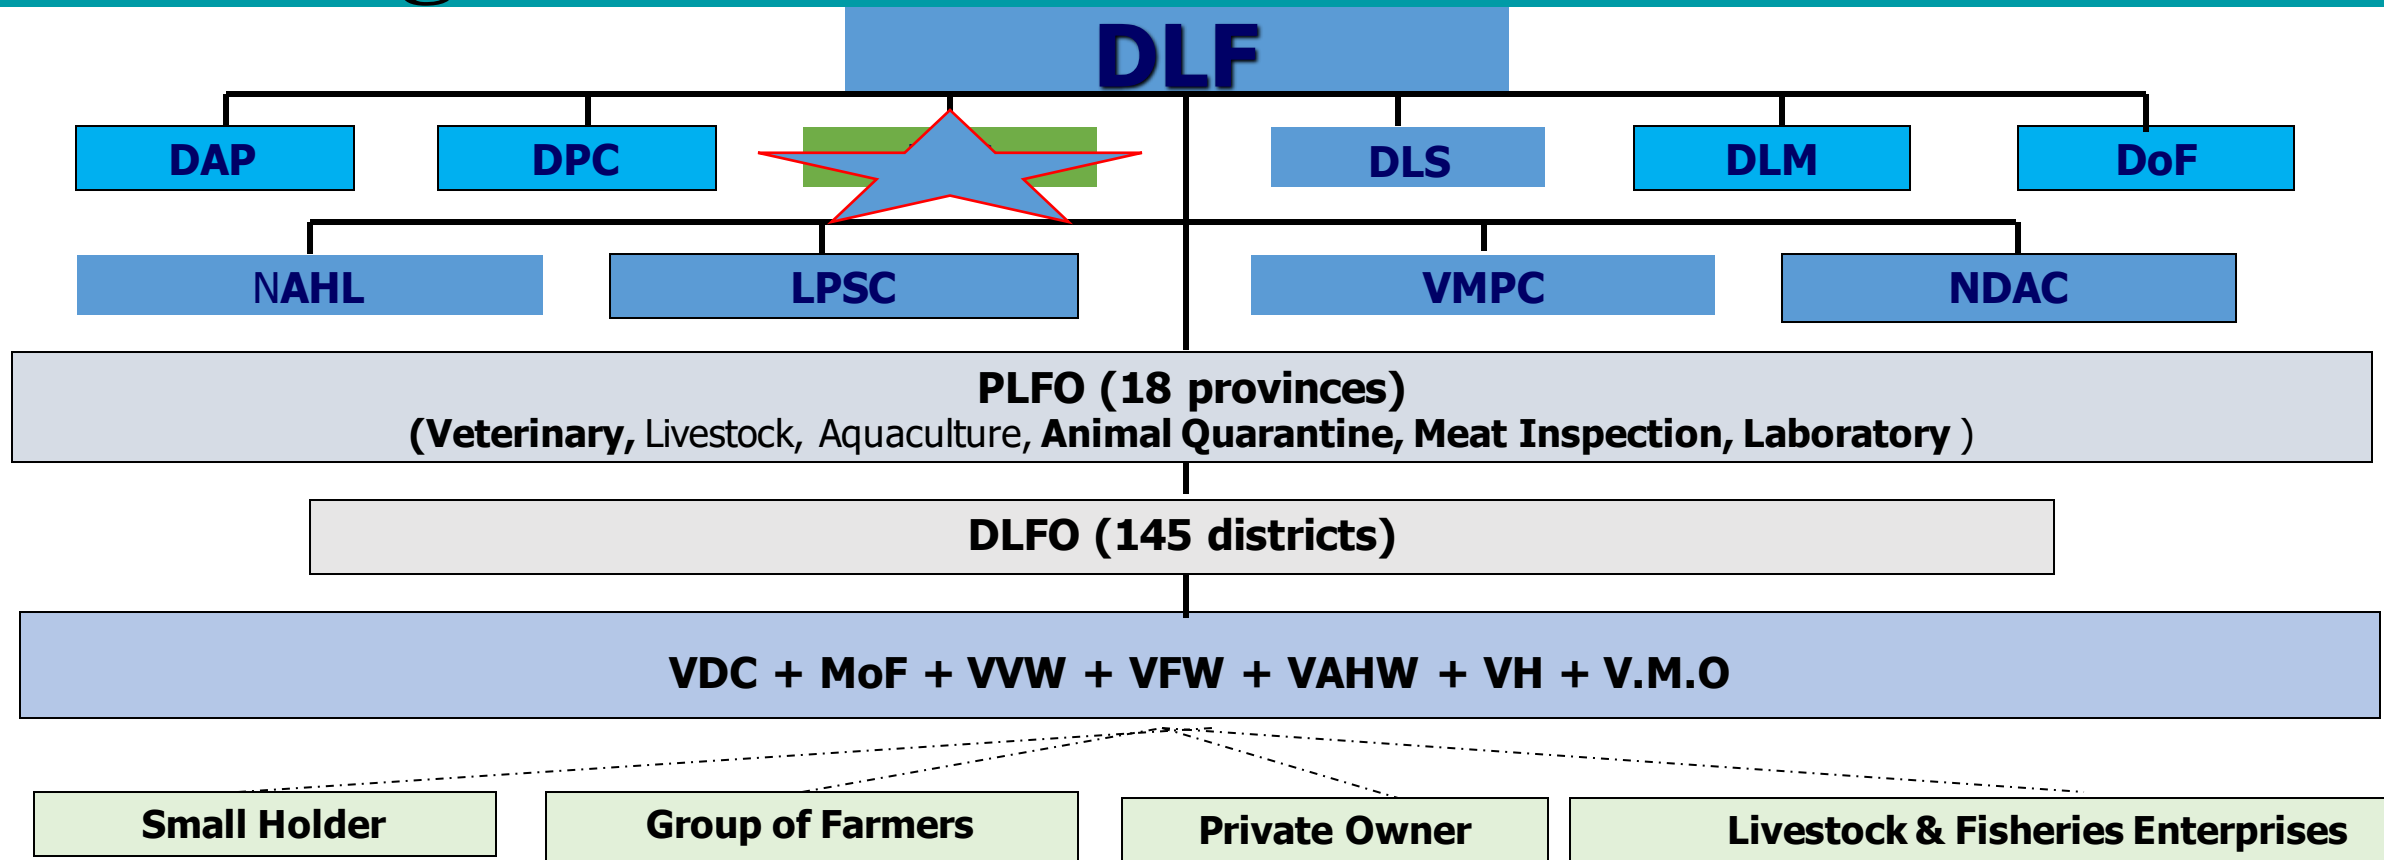 DLF
DAP
DPC
DLS
DLM
DoF
NAHL
LPSC
VMPC
NDAC
PLFO (18 provinces)
(Veterinary, Livestock, Aquaculture, Animal Quarantine, Meat Inspection, Laboratory )
DLFO (145 districts)
VDC + MoF + VVW + VFW + VAHW + VH + V.M.O
Small Holder
Group of Farmers
Private Owner
Livestock & Fisheries Enterprises